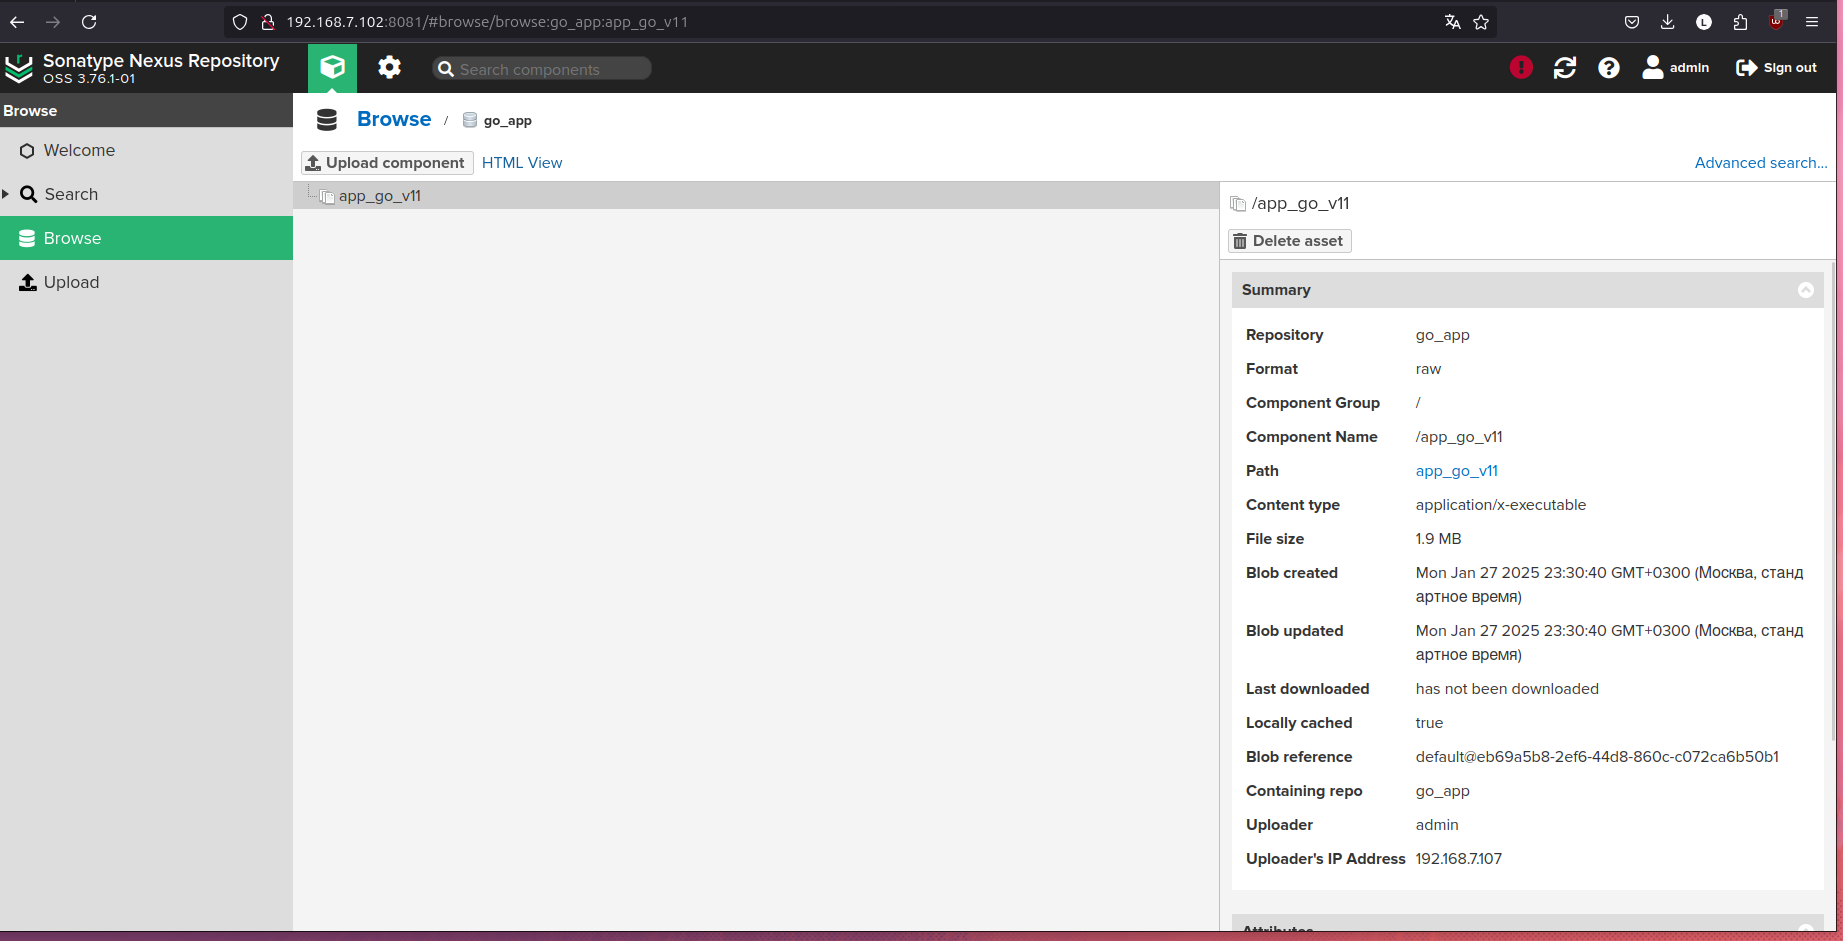 192.168.7.102:8081/#browse/browse:go_app:app_go_v11
L
1
Sonatype Nexus Repository
OSS 3.76.1-01
Search components
admin
Sign out
Browse
Welcome
Search
Browse
Upload
Browse / go_app
Upload component HTML View
Advanced search...
app_go_v11
/app_go_v11
Delete asset
Summary
Repository go_app
Format raw
Component Group /
Component Name /app_go_v11
Path app_go_v11
Content type application/x-executable
File size 1.9 MB
Blob created Mon Jan 27 2025 23:30:40 GMT+0300 (Москва, станд
артное время)
Blob updated Mon Jan 27 2025 23:30:40 GMT+0300 (Москва, станд
артное время)
Last downloaded has not been downloaded
Locally cached true
Blob reference default@eb69a5b8-2ef6-44d8-860c-c072ca6b50b1
Containing repo go_app
Uploader admin
Uploader's IP Address 192.168.7.107
Attributes